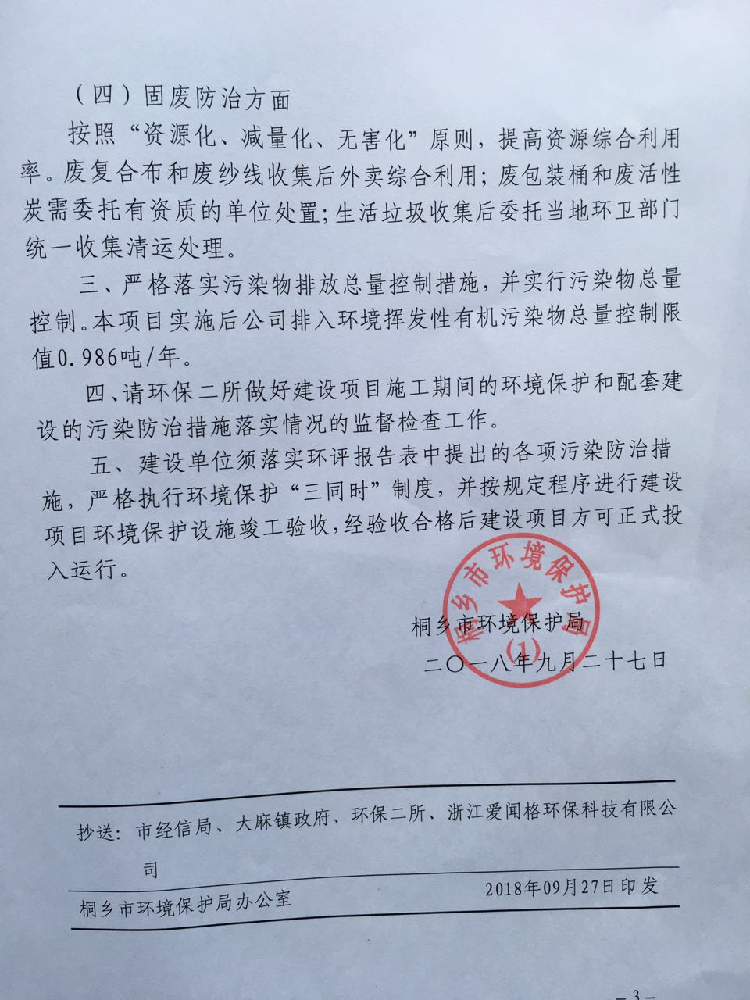 （四）固废防治方面
按照“资源化、减量化、无害化”原则，提高资源综合利用
率。废复合布和废纱线收集后外卖综合利用；废包装桶和废活性
炭需委托有资质的单位处置；生活垃圾收集后委托当地环卫部门
统一收集清运处理。
三、严格落实污染物排放总量控制措施，并实行污染物总量
控制。本项目实施后公司排入环境挥发性有机污染物总量控制限
值0.986吨/年。
四、请环保二所做好建设项目施工期间的环境保护和配套建
设的污染防治措施落实情况的监督检查工作。
五、建设单位须落实环评报告表中提出的各项污染防治措
施，严格执行环境保护“三同时”制度，并按规定程序进行建设
项目环境保护设施竣工验收，经验收合格后建设项目方可正式投
入运行。
桐乡市环境保护局
(1)
桐乡市环境保护局
二〇一八年九月二十七日
抄送：市经信局、大麻镇政府、环保二所、浙江爱闻格环保科技有限公
司
桐乡市环境保护局办公室 2018年09月27日印发
－3－